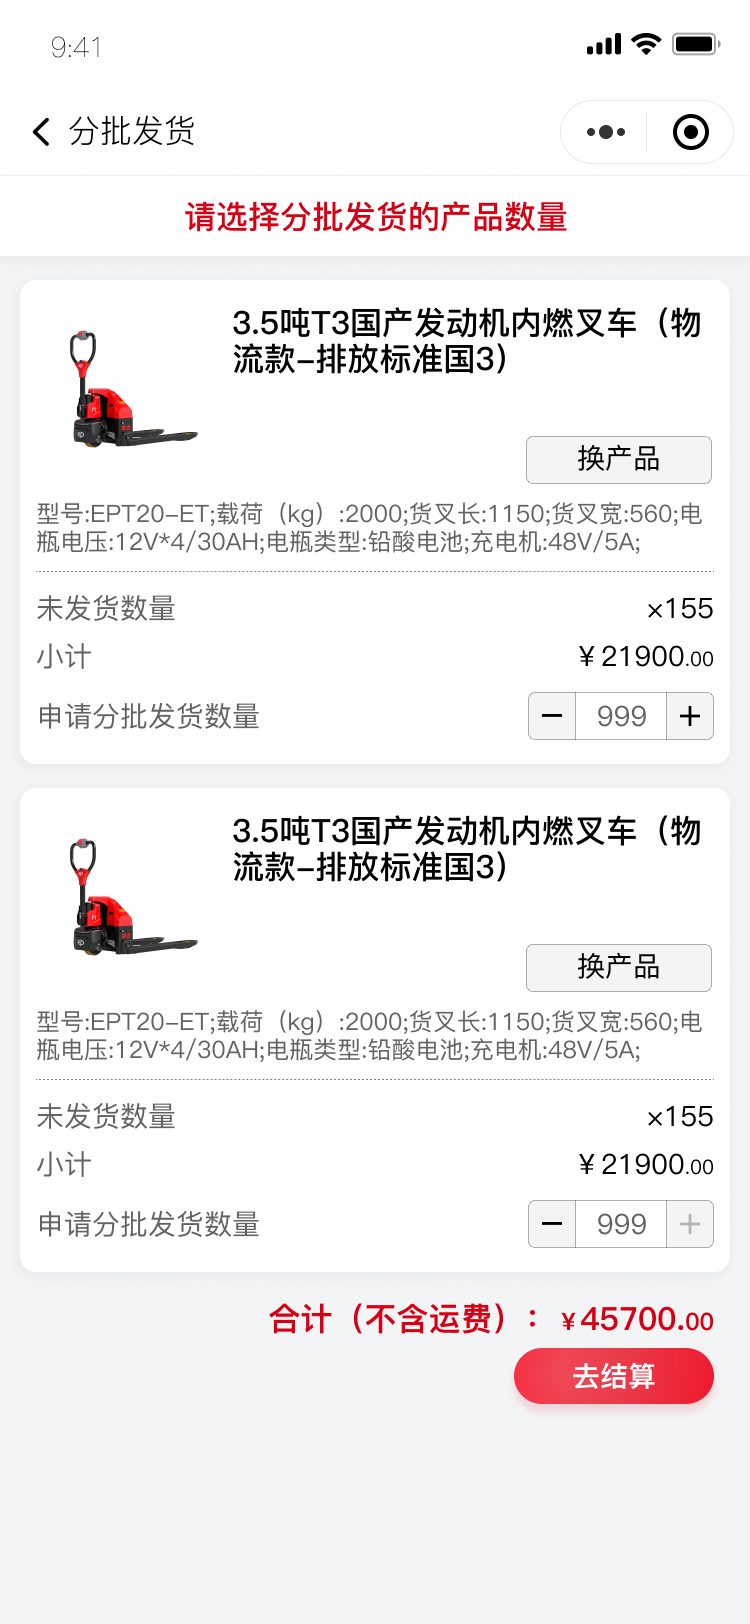 9:41
分批发货
请选择分批发货的产品数量
3.5吨T3国产发动机内燃叉车（物
流款-排放标准国3）
换产品
型号:EPT20-ET;载荷（kg）:2000;货叉长:1150;货叉宽:560;电
瓶电压:12V*4/30AH;电瓶类型:铅酸电池;充电机:48V/5A;
未发货数量 ×155
小计 ¥21900.00
申请分批发货数量 − 999 +
3.5吨T3国产发动机内燃叉车（物
流款-排放标准国3）
换产品
型号:EPT20-ET;载荷（kg）:2000;货叉长:1150;货叉宽:560;电
瓶电压:12V*4/30AH;电瓶类型:铅酸电池;充电机:48V/5A;
未发货数量 ×155
小计 ¥21900.00
申请分批发货数量 − 999 +
合计（不含运费）：¥45700.00
去结算